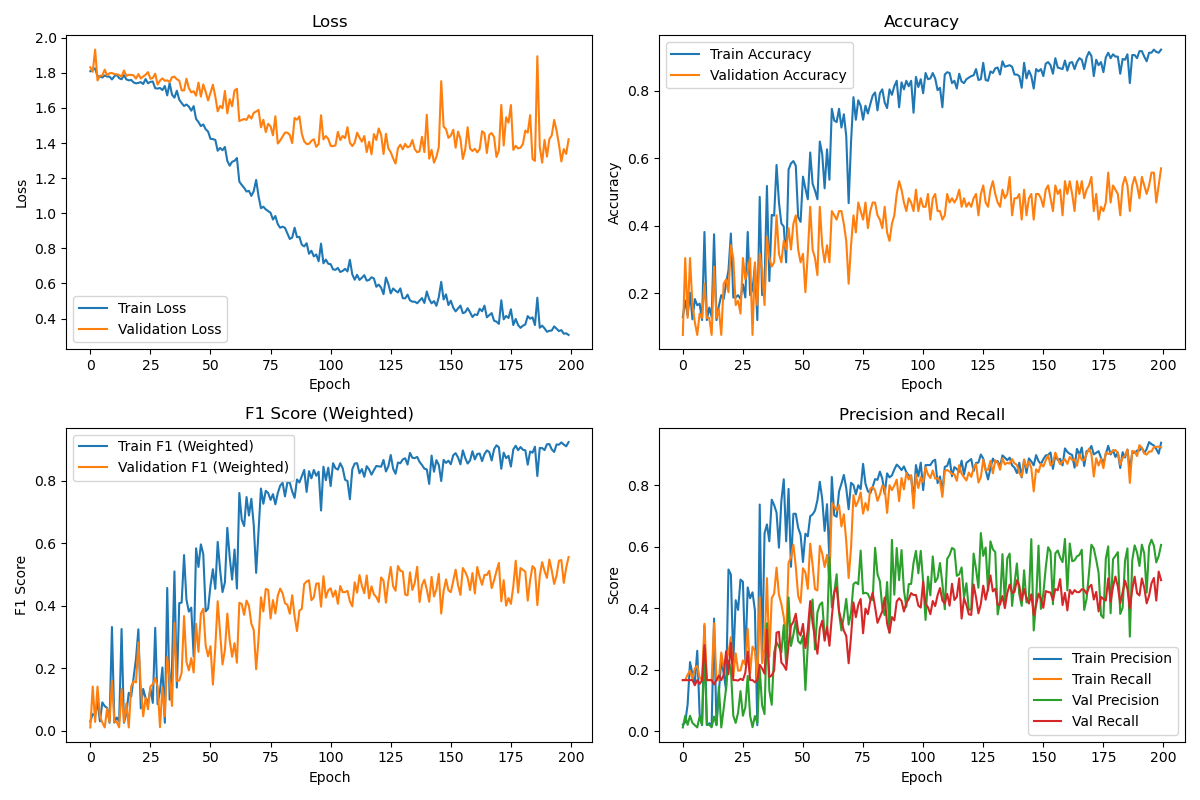 Loss
Loss
2.0
1.8
1.6
1.4
1.2
1.0
0.8
0.6
0.4
Train Loss
Validation Loss
0 25 50 75 100 125 150 175 200
Epoch
Accuracy
Accuracy
0.8
0.6
0.4
0.2
Train Accuracy
Validation Accuracy
0 25 50 75 100 125 150 175 200
Epoch
F1 Score (Weighted)
F1 Score
0.8
0.6
0.4
0.2
0.0
Train F1 (Weighted)
Validation F1 (Weighted)
0 25 50 75 100 125 150 175 200
Epoch
Precision and Recall
Score
0.8
0.6
0.4
0.2
0.0
Train Precision
Train Recall
Val Precision
Val Recall
0 25 50 75 100 125 150 175 200
Epoch